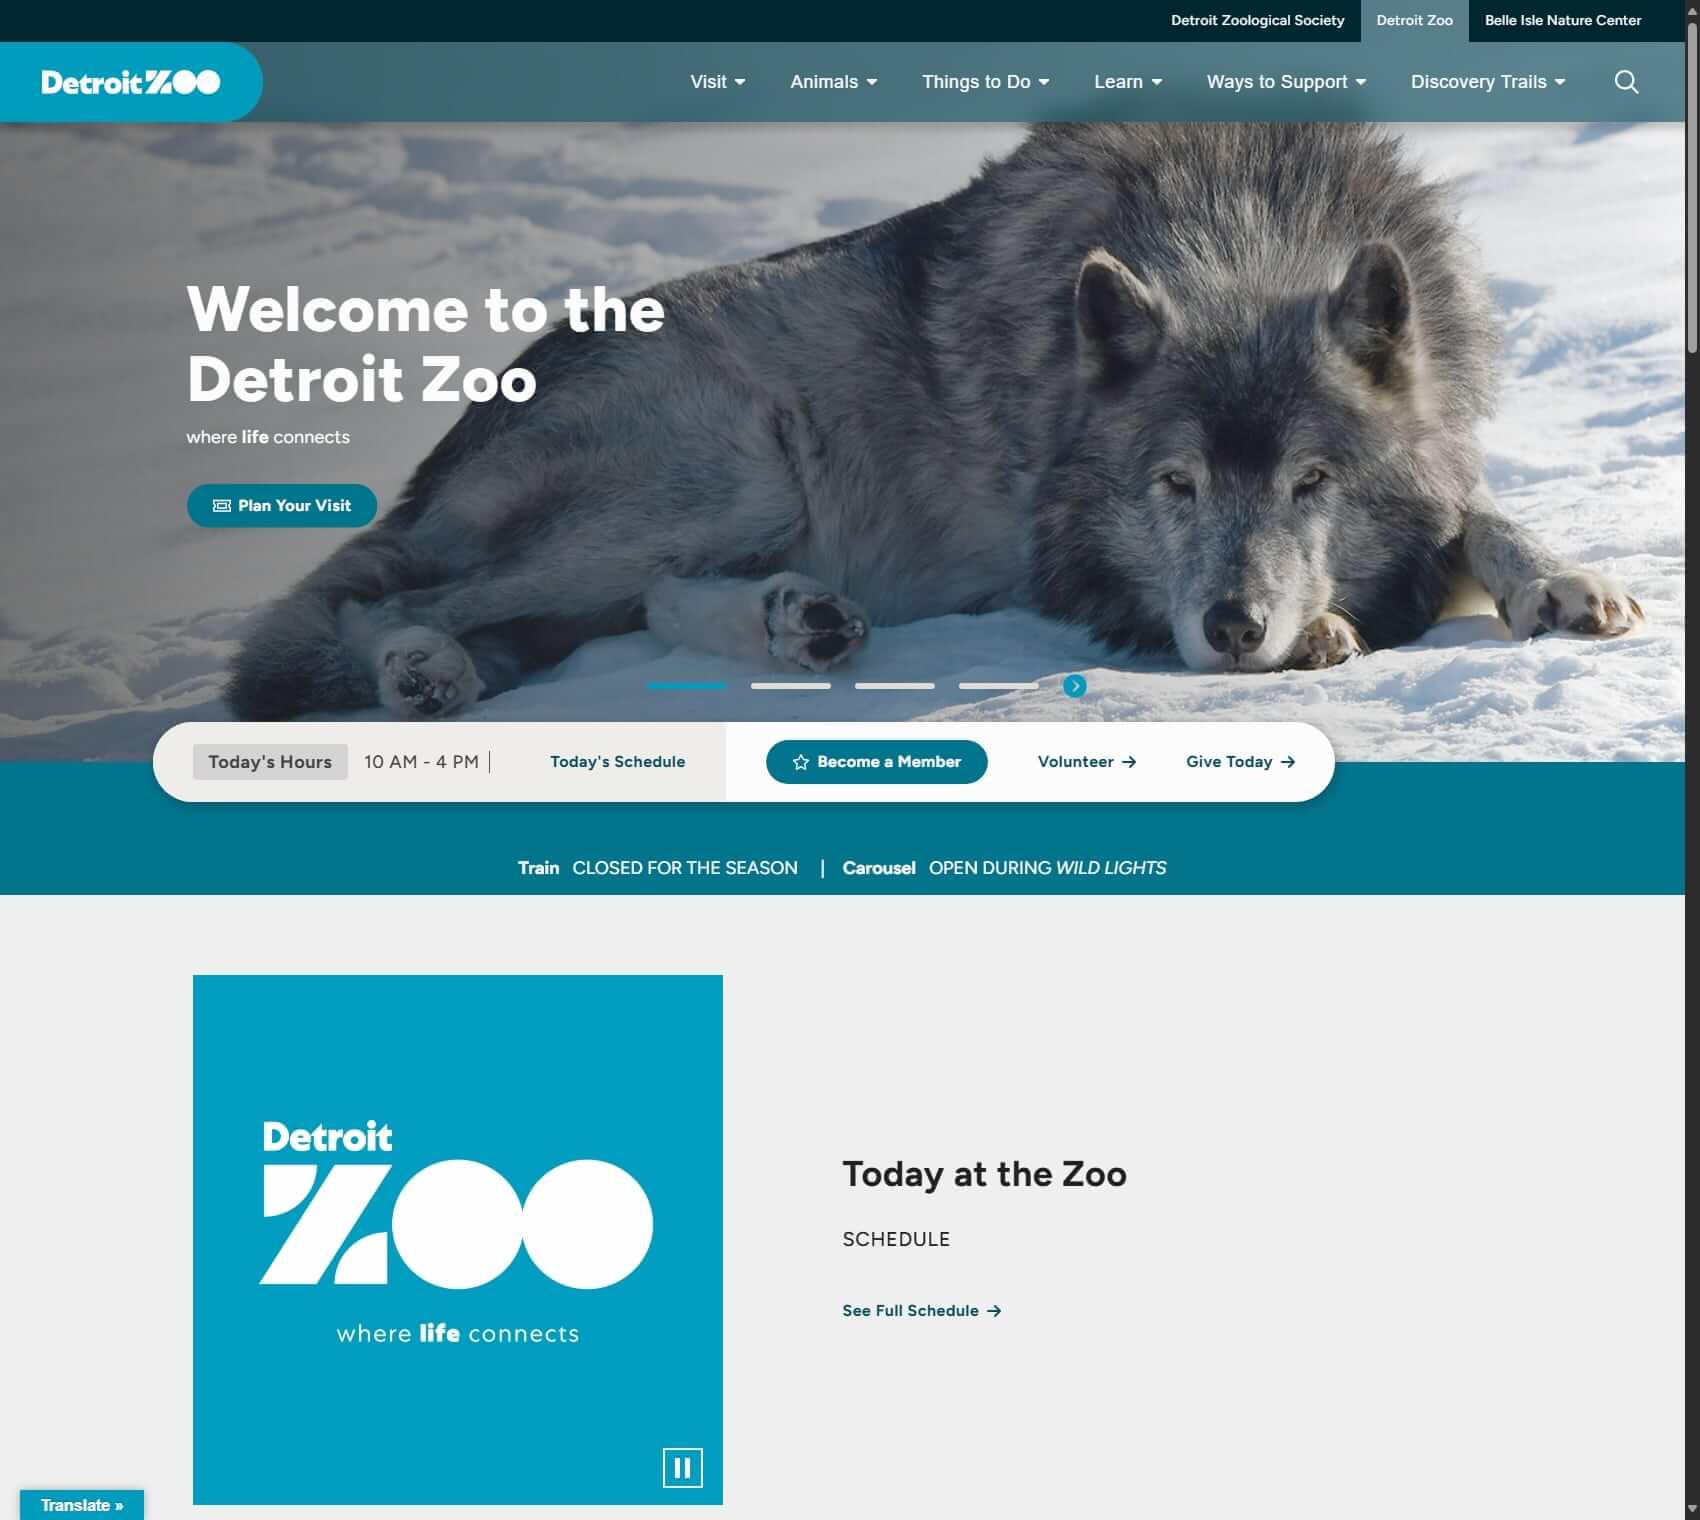 Detroit Zoological Society Detroit Zoo Belle Isle Nature Center
Detroit ZOO
Visit Animals Things to Do Learn Ways to Support Discovery Trails
Welcome to the
Detroit Zoo
where life connects
Plan Your Visit
Today's Hours 10 AM - 4 PM | Today's Schedule Become a Member Volunteer → Give Today →
Train CLOSED FOR THE SEASON | Carousel OPEN DURING WILD LIGHTS
Detroit
ZOO
where life connects
Today at the Zoo
SCHEDULE
See Full Schedule →
Translate »